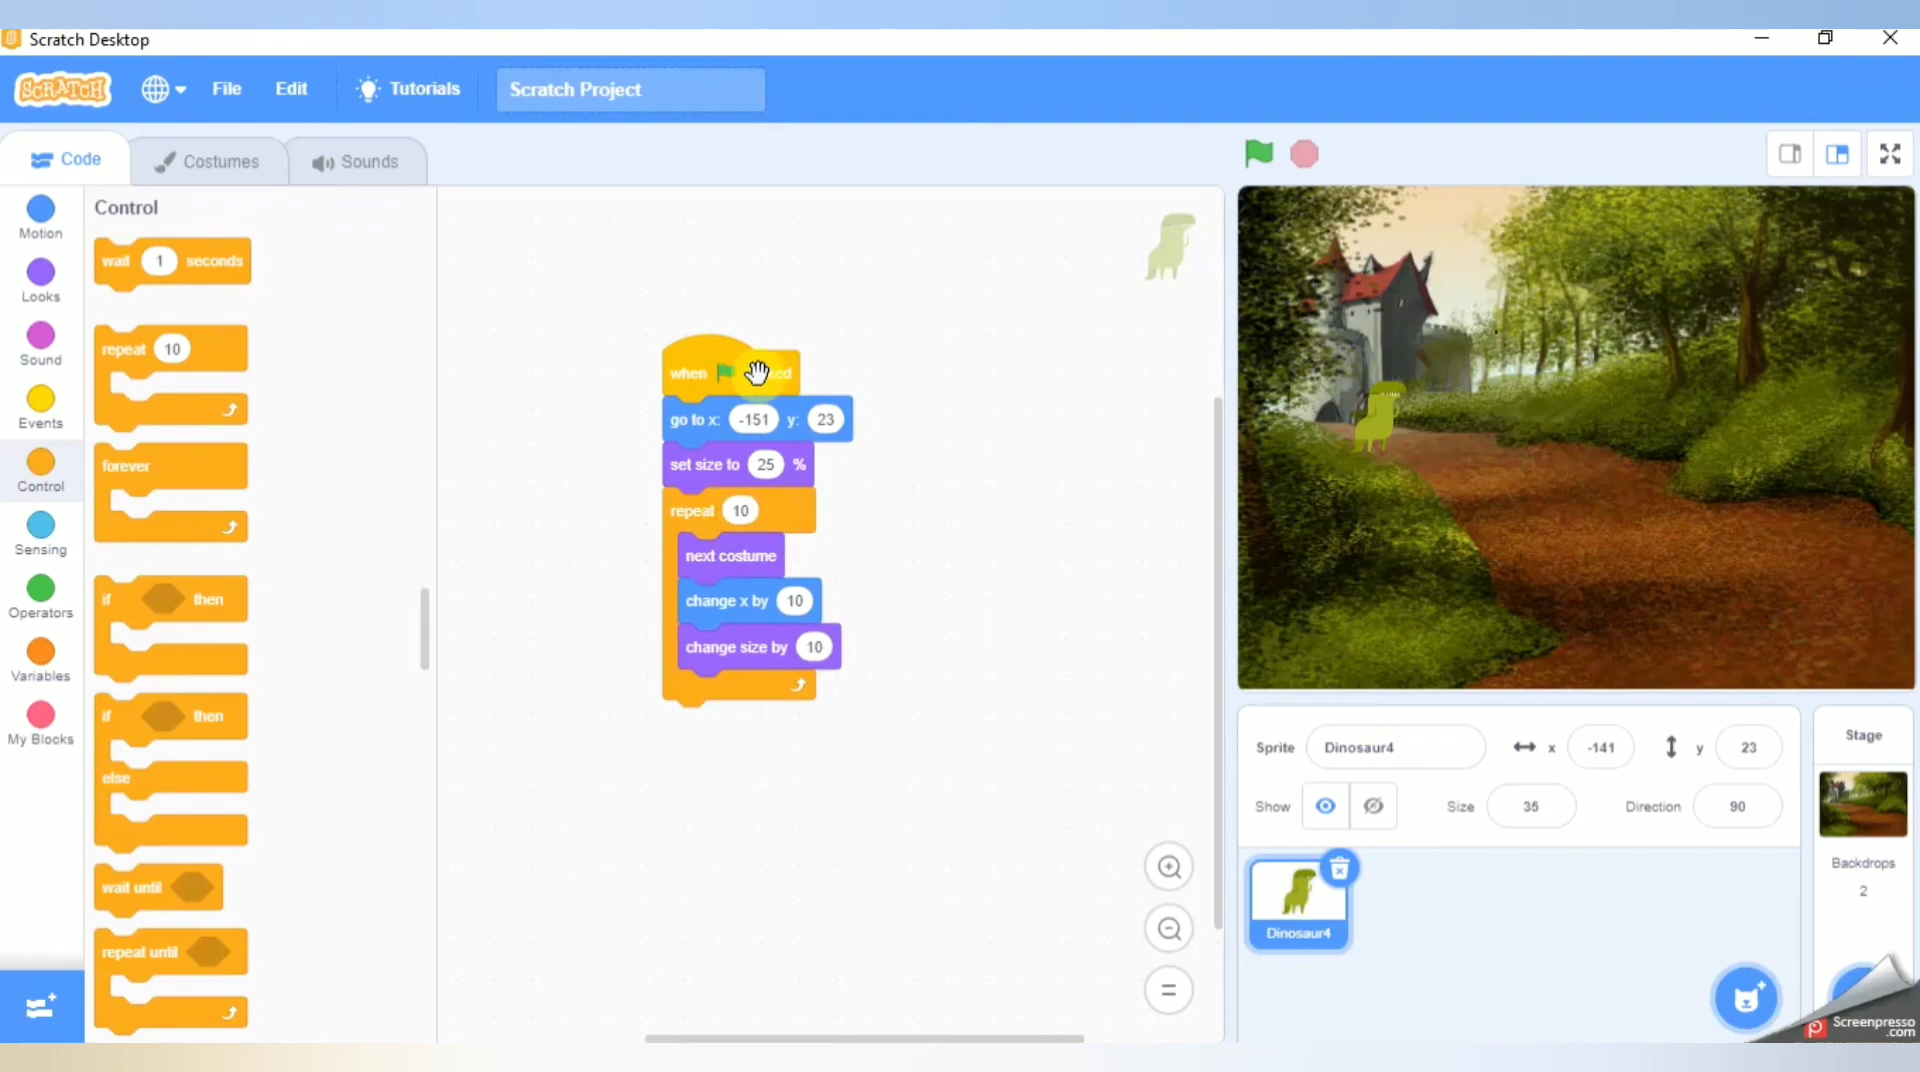 Scratch Desktop
SCRATCH
File
Edit
Tutorials
Scratch Project
Code
Costumes
Sounds
Motion
Looks
Sound
Events
Control
Sensing
Operators
Variables
My Blocks
Control
wait 1 seconds
repeat 10
forever
if then
if then
else
wait until
repeat until
when
go to x: -151 y: 23
set size to 25 %
repeat 10
next costume
change x by 10
change size by 10
Sprite Dinosaur4 x -141 y 23
Show Size 35 Direction 90
Dinosaur4
Stage
Backdrops
2
Screenpresso
.com